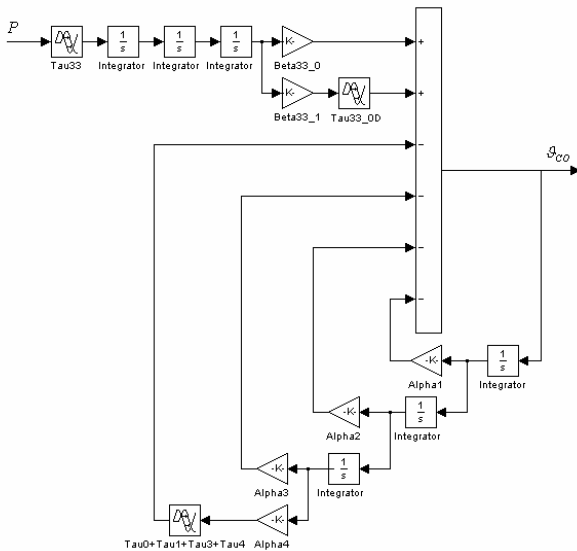 P
ϑCO
1/s
1/s
1/s
K-
+
Tau33
Integrator
Integrator
Integrator
Beta33_0
K-
+
Beta33_1
Tau33_0D
−
−
−
−
-K-
1/s
Alpha1
Integrator
-K-
1/s
Alpha2
Integrator
-K-
1/s
Alpha3
Integrator
-K-
Tau0+Tau1+Tau3+Tau4
Alpha4